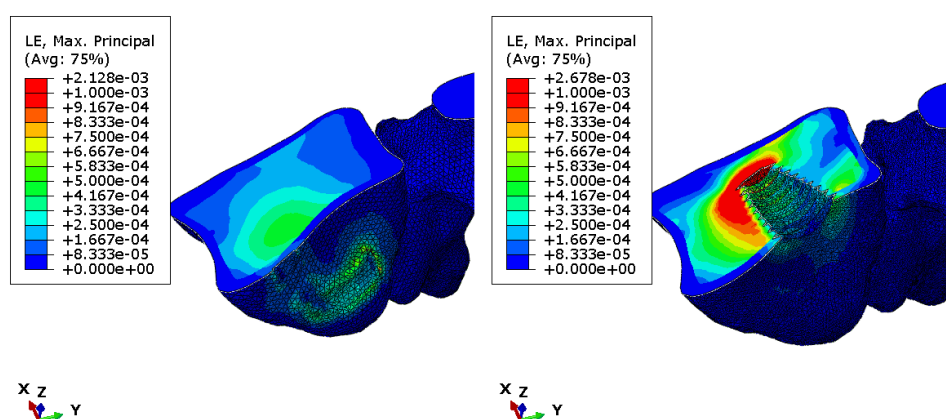 LE, Max. Principal
(Avg: 75%)
+2.128e-03
+1.000e-03
+9.167e-04
+8.333e-04
+7.500e-04
+6.667e-04
+5.833e-04
+5.000e-04
+4.167e-04
+3.333e-04
+2.500e-04
+1.667e-04
+8.333e-05
+0.000e+00
X Z
Y
LE, Max. Principal
(Avg: 75%)
+2.678e-03
+1.000e-03
+9.167e-04
+8.333e-04
+7.500e-04
+6.667e-04
+5.833e-04
+5.000e-04
+4.167e-04
+3.333e-04
+2.500e-04
+1.667e-04
+8.333e-05
+0.000e+00
X Z
Y